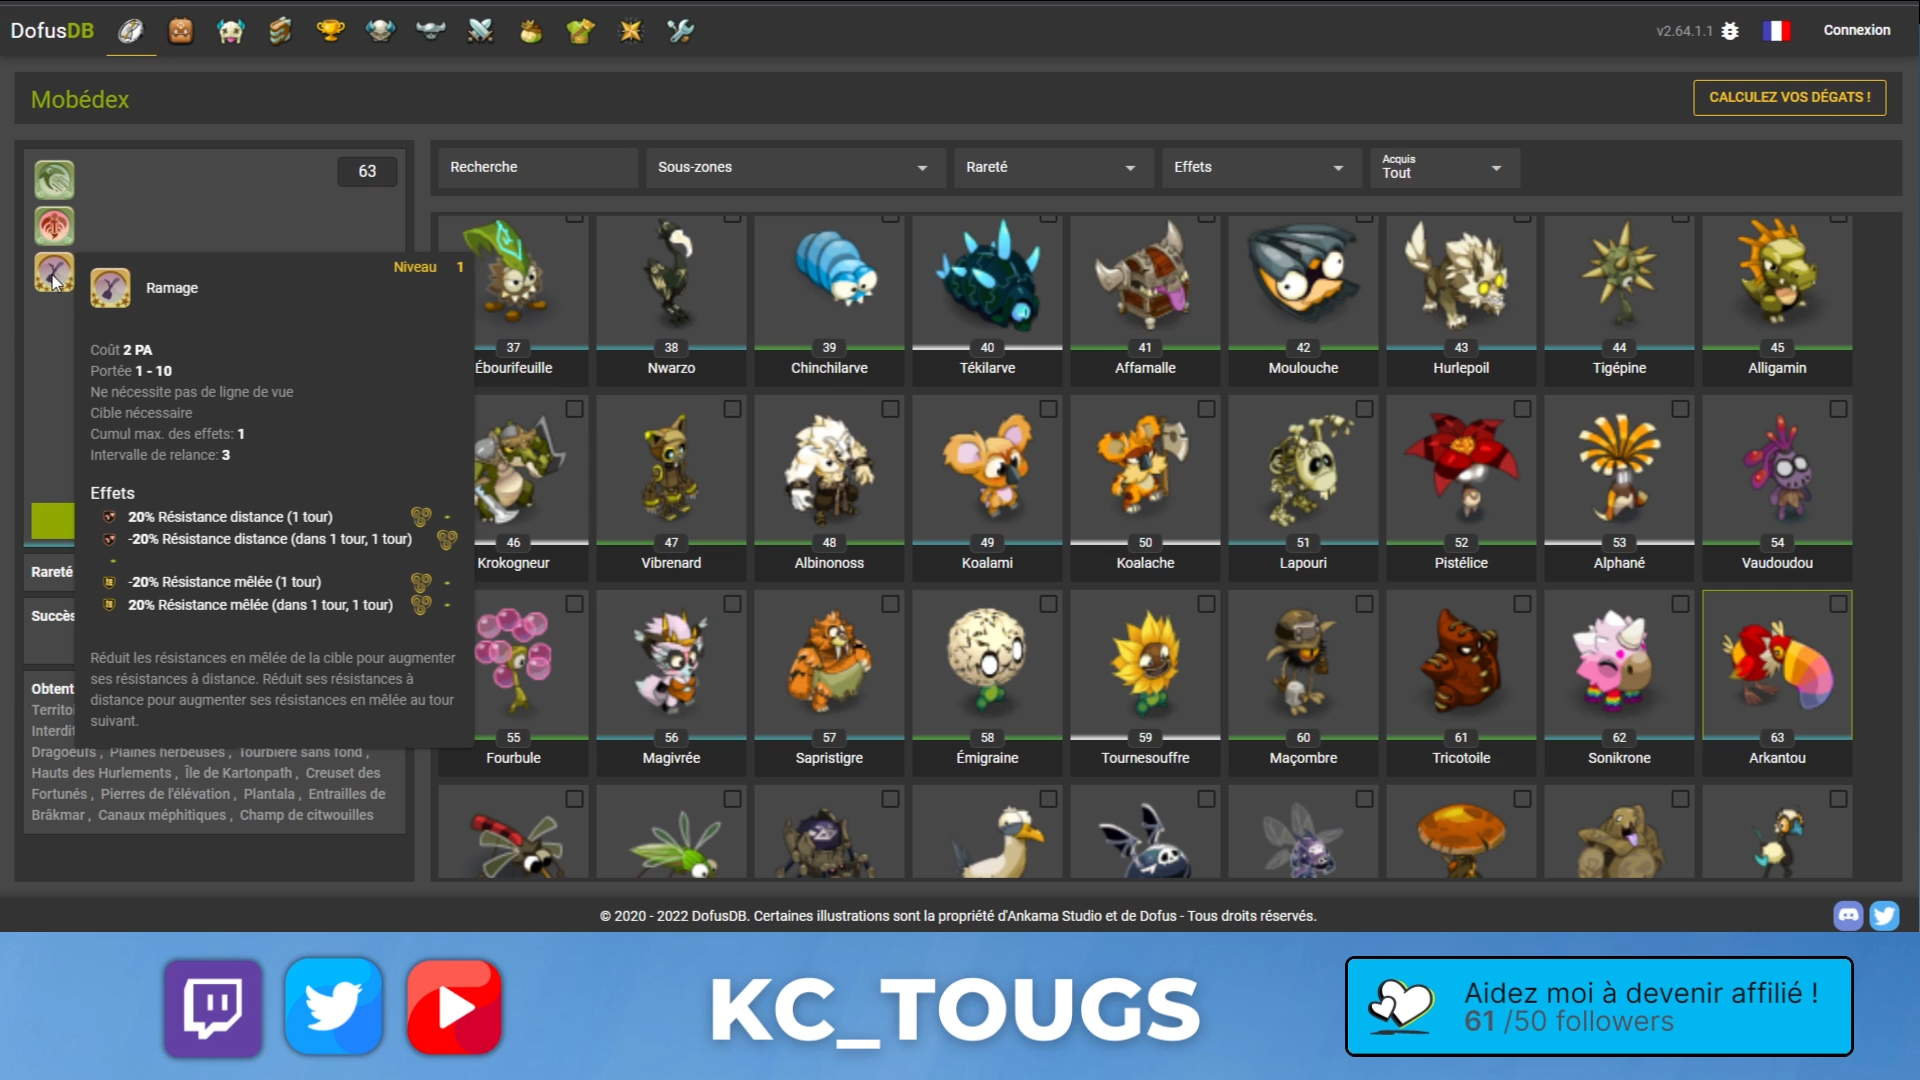 DofusDB
v2.64.1.1
Connexion
Mobédex
CALCULEZ VOS DÉGATS !
63
Recherche
Sous-zones
Rareté
Effets
Acquis
Tout
Niveau 1
Ramage
Coût 2 PA
Portée 1 - 10
Ne nécessite pas de ligne de vue
Cible nécessaire
Cumul max. des effets: 1
Intervalle de relance: 3
Effets
20% Résistance distance (1 tour)
-20% Résistance distance (dans 1 tour, 1 tour)
-20% Résistance mêlée (1 tour)
20% Résistance mêlée (dans 1 tour, 1 tour)
Réduit les résistances en mêlée de la cible pour augmenter
ses résistances à distance. Réduit ses résistances à
distance pour augmenter ses résistances en mêlée au tour
suivant.
Rareté
Succès
Obtent
Territoi
Interdit
Dragoeufs , Plaines herbeuses , Tourbière sans fond ,
Hauts des Hurlements , Île de Kartonpath , Creuset des
Fortunés , Pierres de l'élévation , Plantala , Entrailles de
Brâkmar , Canaux méphitiques , Champ de citwouilles
37
Ébourifeuille
38
Nwarzo
39
Chinchilarve
40
Tékilarve
41
Affamalle
42
Moulouche
43
Hurlepoil
44
Tigépine
45
Alligamin
46
Krokogneur
47
Vibrenard
48
Albinonoss
49
Koalami
50
Koalache
51
Lapouri
52
Pistélice
53
Alphané
54
Vaudoudou
55
Fourbule
56
Magivrée
57
Sapristigre
58
Émigraine
59
Tournesouffre
60
Maçombre
61
Tricotoile
62
Sonikrone
63
Arkantou
© 2020 - 2022 DofusDB. Certaines illustrations sont la propriété d'Ankama Studio et de Dofus - Tous droits réservés.
KC_TOUGS
Aidez moi à devenir affilié !
61 /50 followers